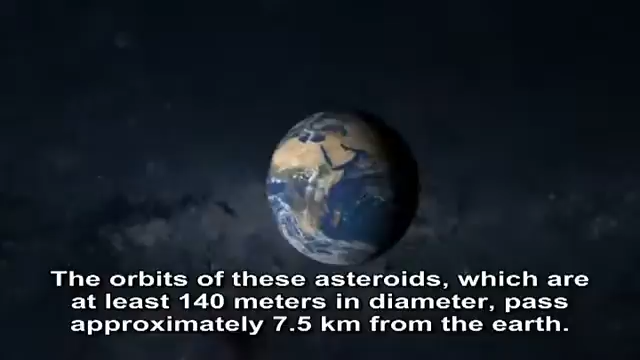 The orbits of these asteroids, which are
at least 140 meters in diameter, pass
approximately 7.5 km from the earth.